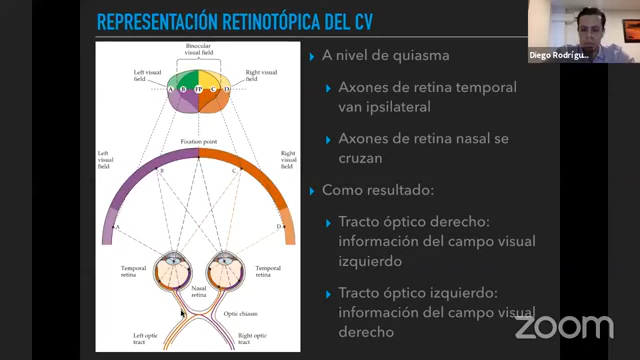 REPRESENTACIÓN RETINOTÓPICA DEL CV
Diego Rodrígu...
Binocular
visual field
Left visual
field
Right visual
field
A
B
FP
C
D
Fixation point
Left
visual
field
Right
visual
field
B
C
A
D
Temporal
retina
Nasal
retina
Temporal
retina
Optic chiasm
Left optic
tract
Right optic
tract
A nivel de quiasma
Axones de retina temporal
van ipsilateral
Axones de retina nasal se
cruzan
Como resultado:
Tracto óptico derecho:
información del campo visual
izquierdo
Tracto óptico izquierdo:
información del campo visual
derecho
zoom